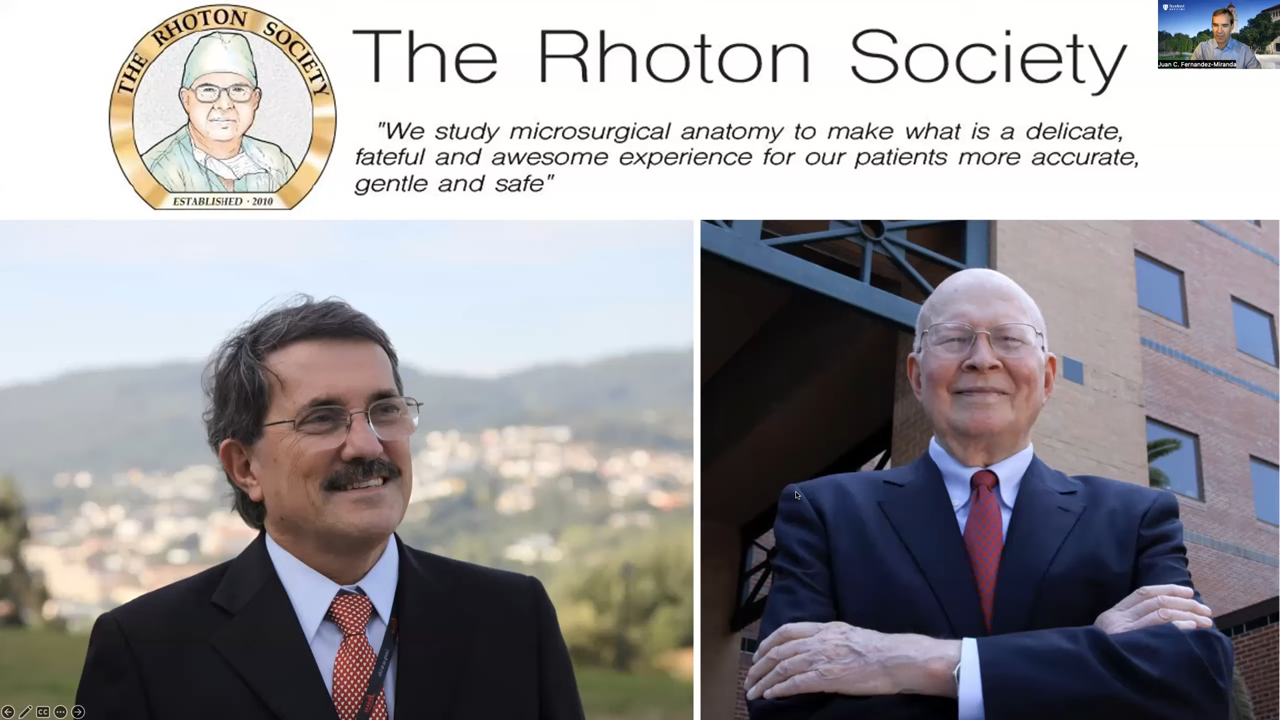 THE RHOTON SOCIETY
ESTABLISHED · 2010
The Rhoton Society
"We study microsurgical anatomy to make what is a delicate,
fateful and awesome experience for our patients more accurate,
gentle and safe"
Juan C. Fernandez-Miranda